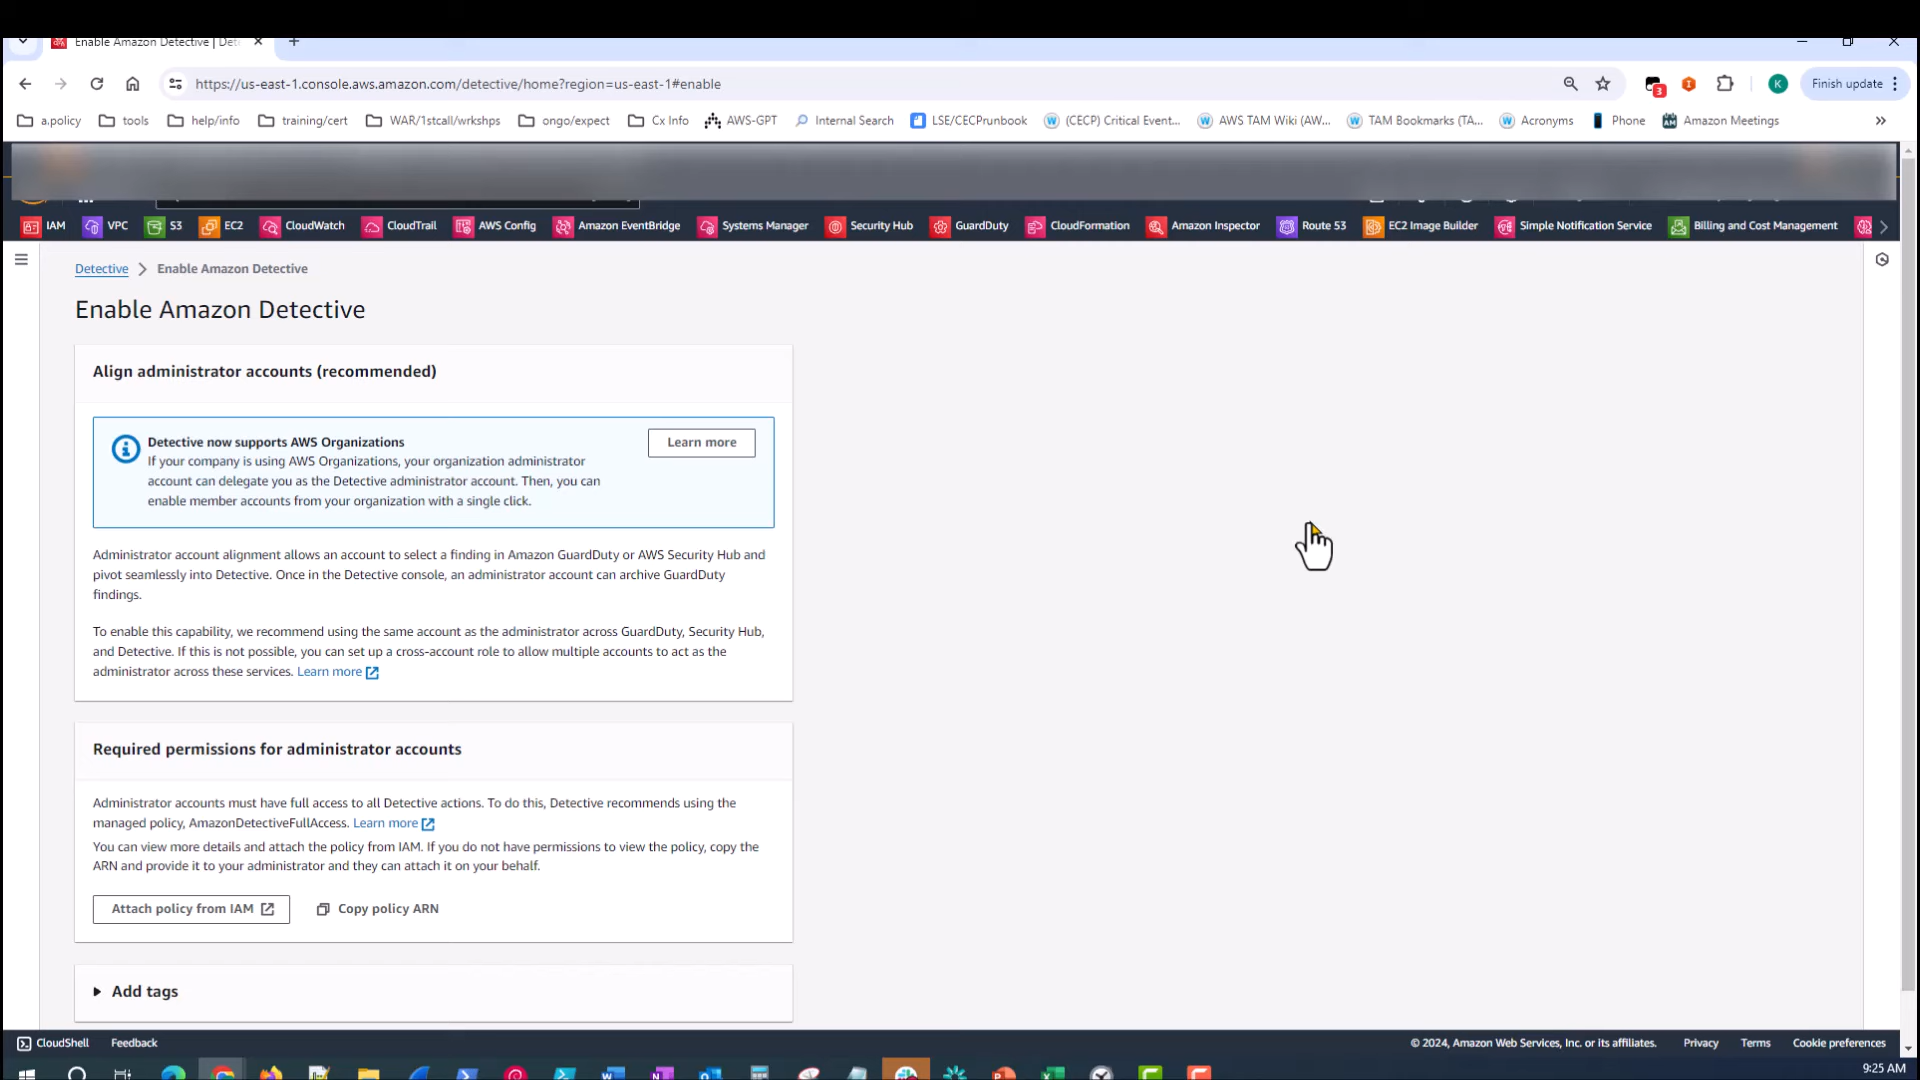 Enable Amazon Detective | Det
https://us-east-1.console.aws.amazon.com/detective/home?region=us-east-1#enable
3
K
Finish update
a.policy
tools
help/info
training/cert
WAR/1stcall/wrkshps
ongo/expect
Cx Info
AWS-GPT
Internal Search
LSE/CECPrunbook
(CECP) Critical Event...
AWS TAM Wiki (AW...
TAM Bookmarks (TA...
Acronyms
Phone
Amazon Meetings
IAM
VPC
S3
EC2
CloudWatch
CloudTrail
AWS Config
Amazon EventBridge
Systems Manager
Security Hub
GuardDuty
CloudFormation
Amazon Inspector
Route 53
EC2 Image Builder
Simple Notification Service
Billing and Cost Management
Detective
Enable Amazon Detective
Enable Amazon Detective
Align administrator accounts (recommended)
Detective now supports AWS Organizations
If your company is using AWS Organizations, your organization administrator
account can delegate you as the Detective administrator account. Then, you can
enable member accounts from your organization with a single click.
Learn more
Administrator account alignment allows an account to select a finding in Amazon GuardDuty or AWS Security Hub and
pivot seamlessly into Detective. Once in the Detective console, an administrator account can archive GuardDuty
findings.
To enable this capability, we recommend using the same account as the administrator across GuardDuty, Security Hub,
and Detective. If this is not possible, you can set up a cross-account role to allow multiple accounts to act as the
administrator across these services. Learn more
Required permissions for administrator accounts
Administrator accounts must have full access to all Detective actions. To do this, Detective recommends using the
managed policy, AmazonDetectiveFullAccess. Learn more
You can view more details and attach the policy from IAM. If you do not have permissions to view the policy, copy the
ARN and provide it to your administrator and they can attach it on your behalf.
Attach policy from IAM
Copy policy ARN
Add tags
CloudShell
Feedback
© 2024, Amazon Web Services, Inc. or its affiliates.
Privacy
Terms
Cookie preferences
9:25 AM